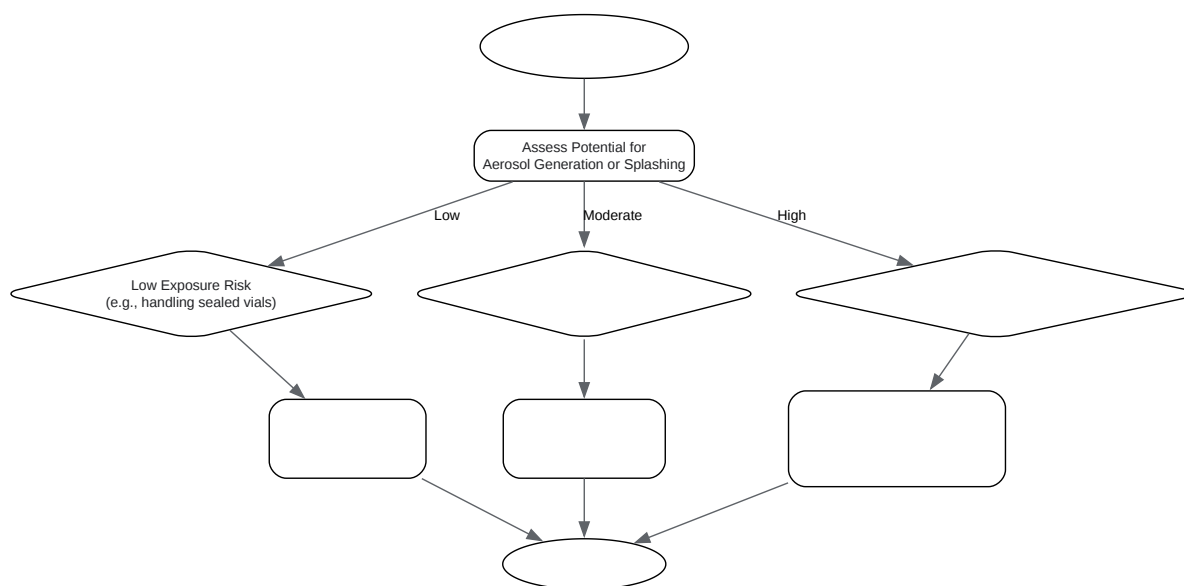 Assess Potential for
Aerosol Generation or Splashing
Low
Moderate
High
Low Exposure Risk
(e.g., handling sealed vials)